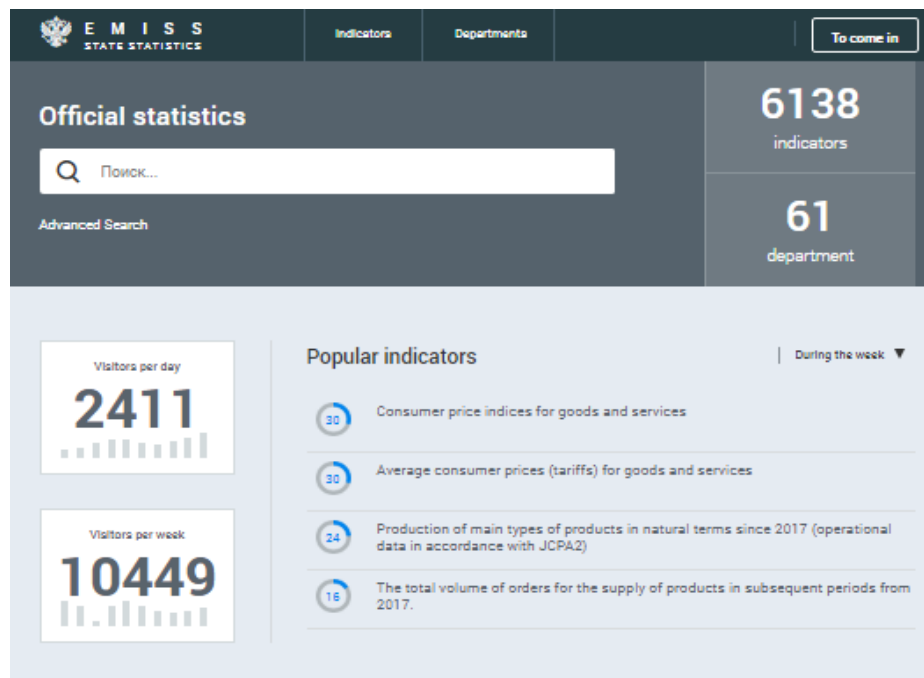 E M I S S
STATE STATISTICS
Indicators
Departments
To come in
Official statistics
Поиск...
Advanced Search
6138
indicators
61
department
Visitors per day
2411
Visitors per week
10449
Popular indicators
During the week ▼
30 Consumer price indices for goods and services
30 Average consumer prices (tariffs) for goods and services
24 Production of main types of products in natural terms since 2017 (operational
data in accordance with JCPA2)
16 The total volume of orders for the supply of products in subsequent periods from
2017.